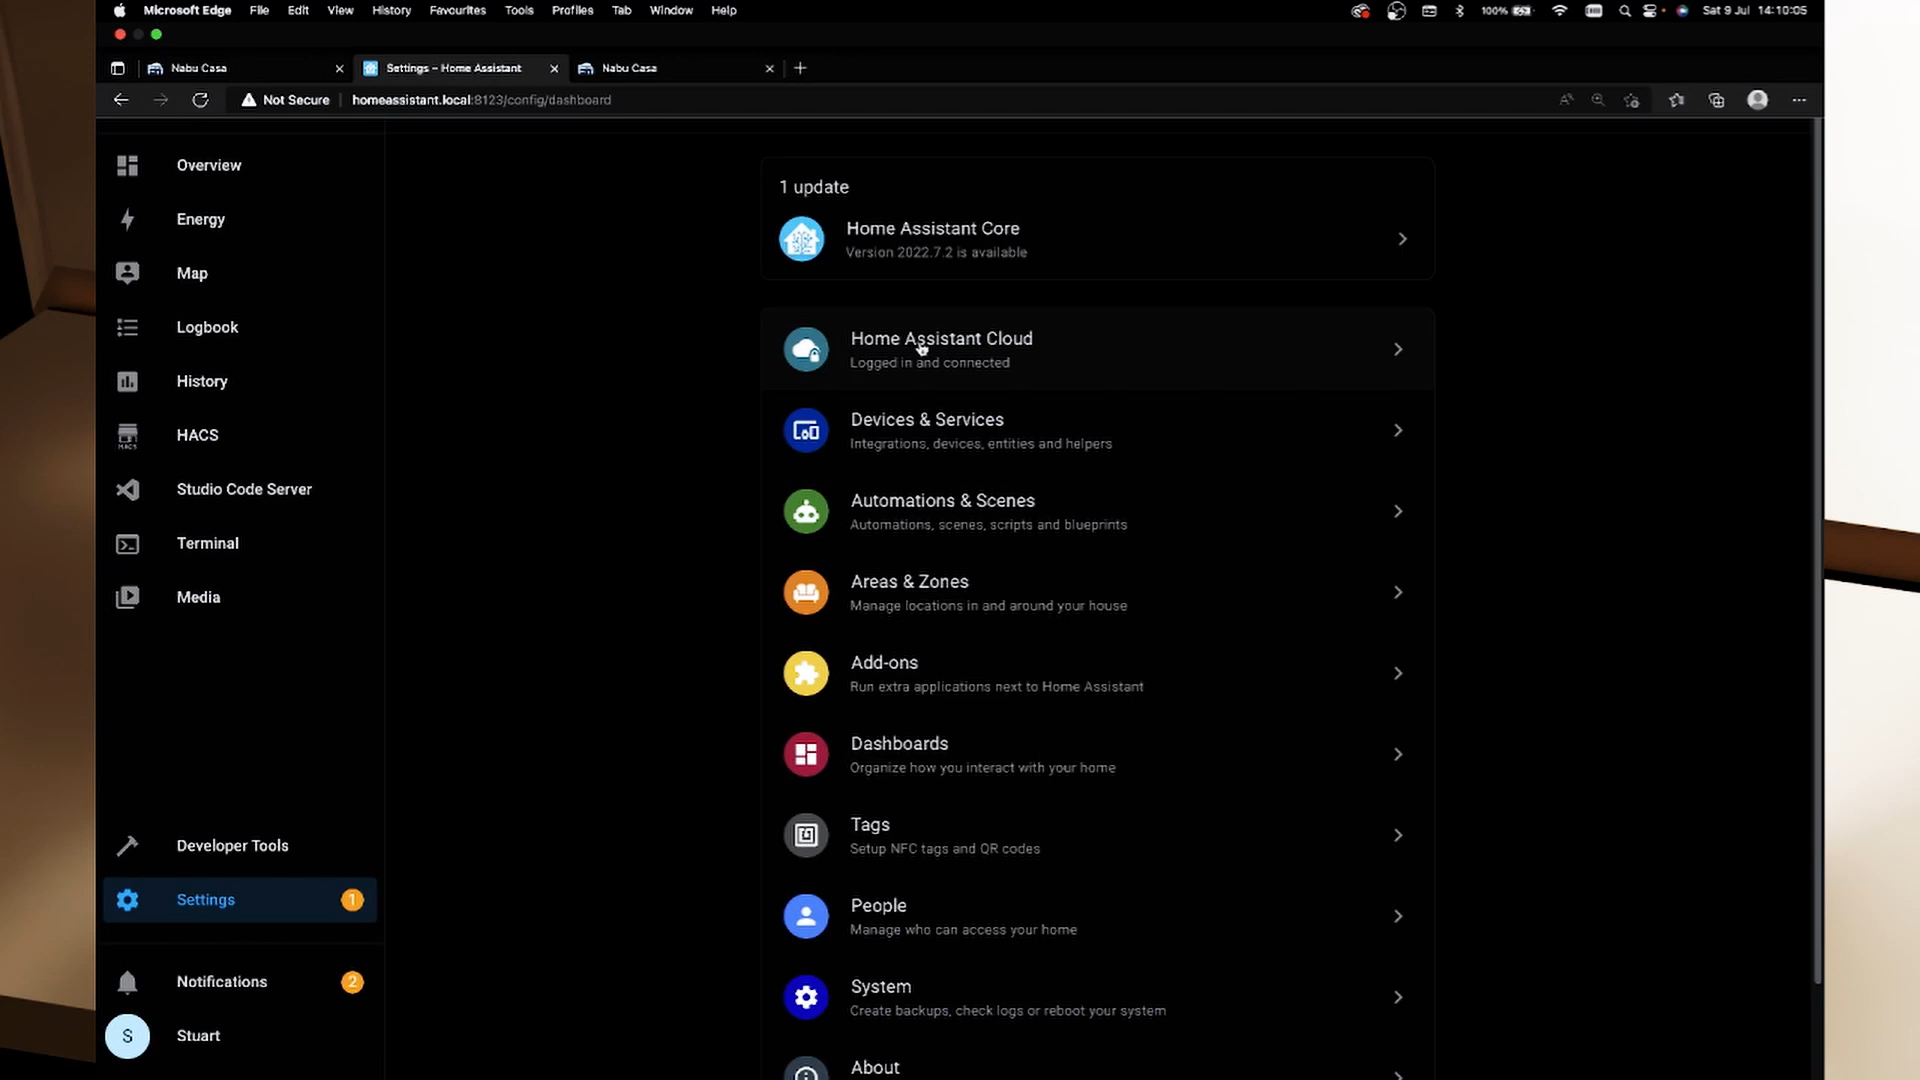 Microsoft Edge File Edit View History Favourites Tools Profiles Tab Window Help 100% Sat 9 Jul 14:10:05
Nabu Casa Settings – Home Assistant Nabu Casa
Not Secure homeassistant.local:8123/config/dashboard
Overview
Energy
Map
Logbook
History
HACS
HACS
Studio Code Server
Terminal
Media
Developer Tools
Settings 1
Notifications 2
S Stuart
1 update
Home Assistant Core
Version 2022.7.2 is available
Home Assistant Cloud
Logged in and connected
Devices & Services
Integrations, devices, entities and helpers
Automations & Scenes
Automations, scenes, scripts and blueprints
Areas & Zones
Manage locations in and around your house
Add-ons
Run extra applications next to Home Assistant
Dashboards
Organize how you interact with your home
Tags
Setup NFC tags and QR codes
People
Manage who can access your home
System
Create backups, check logs or reboot your system
About